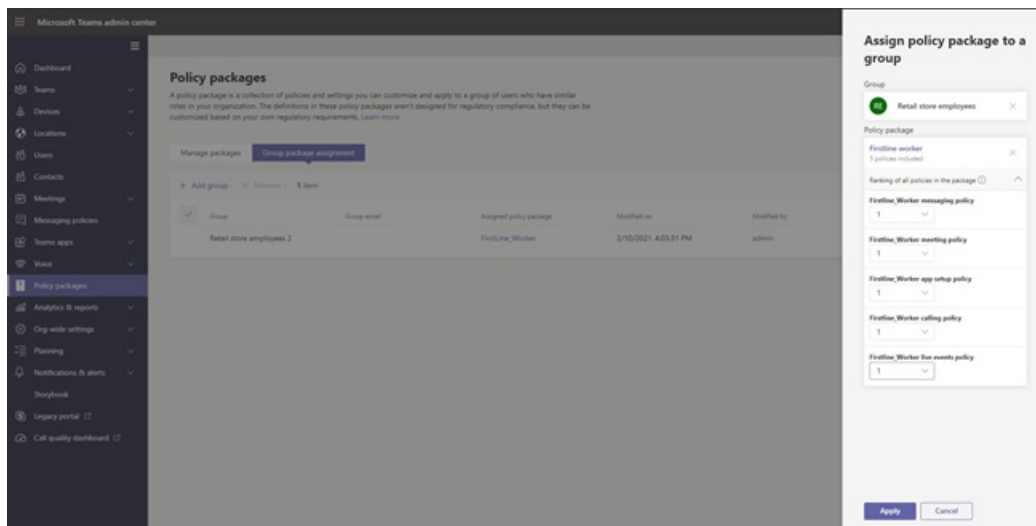 Microsoft Teams admin center
Dashboard
Teams
Devices
Locations
Users
Contacts
Meetings
Messaging policies
Teams apps
Voice
Policy packages
Analytics & reports
Org-wide settings
Planning
Notifications & alerts
Storybook
Legacy portal
Call quality dashboard
Policy packages
A policy package is a collection of policies and settings you can customize and apply to a group of users who have similar
roles in your organization. The definitions in these policy packages aren't designed for regulatory compliance, but they can be
customized based on your own regulatory requirements. Learn more
Manage packages Group package assignment
+ Add group Remove 1 item
Group Group email Assigned policy package Modified on Modified by
Retail store employees 2 FirstLine_Worker 2/10/2021, 4:03:31 PM admin
Assign policy package to a
group
Group
RE Retail store employees
Policy package
Firstline worker
5 policies included
Ranking of all policies in the package
Firstline_Worker messaging policy
1
Firstline_Worker meeting policy
1
Firstline_Worker app setup policy
1
Firstline_Worker calling policy
1
Firstline_Worker live events policy
1
Apply Cancel